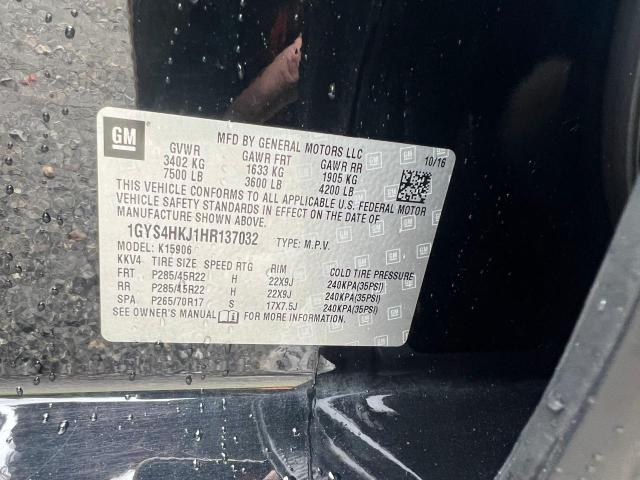 GM
MFD BY GENERAL MOTORS LLC
10/16
GVWR GAWR FRT GAWR RR
3402 KG 1633 KG 1905 KG
7500 LB 3600 LB 4200 LB
THIS VEHICLE CONFORMS TO ALL APPLICABLE U.S. FEDERAL MOTOR
VEHICLE SAFETY STANDARDS IN EFFECT ON THE DATE OF
MANUFACTURE SHOWN ABOVE.
1GYS4HKJ1HR137032 TYPE: M.P.V.
MODEL: K15906
KKV4 TIRE SIZE SPEED RTG RIM COLD TIRE PRESSURE
FRT P285/45R22 H 22X9J 240KPA(35PSI)
RR P285/45R22 H 22X9J 240KPA(35PSI)
SPA P265/70R17 S 17X7.5J 240KPA(35PSI)
SEE OWNER'S MANUAL FOR MORE INFORMATION.